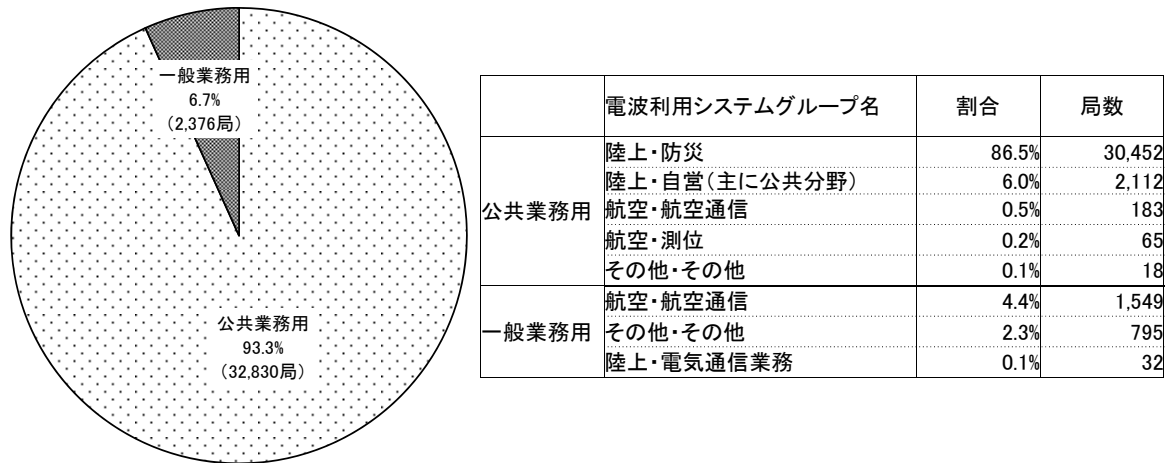 一般業務用
6.7%
(2,376局)
公共業務用
93.3%
(32,830局)
電波利用システムグループ名 割合 局数
公共業務用
陸上・防災 86.5% 30,452
陸上・自営(主に公共分野) 6.0% 2,112
航空・航空通信 0.5% 183
航空・測位 0.2% 65
その他・その他 0.1% 18
一般業務用
航空・航空通信 4.4% 1,549
その他・その他 2.3% 795
陸上・電気通信業務 0.1% 32